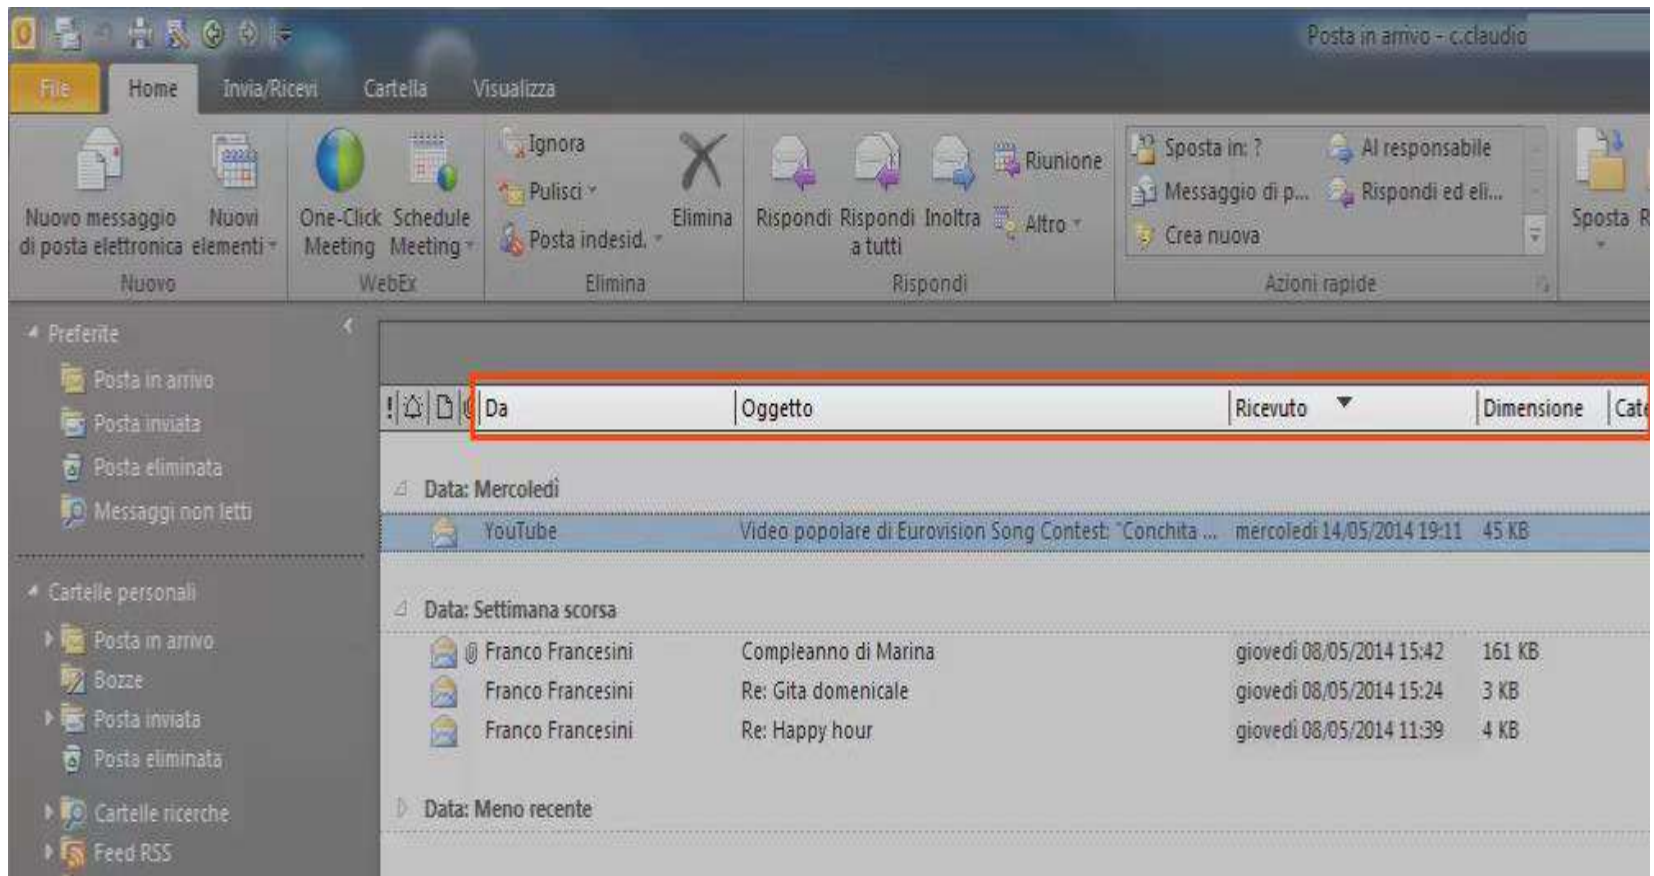 Posta in arrivo - c.claudio
File Home Invia/Ricevi Cartella Visualizza
Nuovo messaggio di posta elettronica
Nuovi elementi
One-Click Meeting
Schedule Meeting
Ignora
Pulisci
Posta indesid.
Elimina
Rispondi
Rispondi a tutti
Inoltra
Riunione
Altro
Sposta in: ?
Messaggio di p...
Crea nuova
Al responsabile
Rispondi ed eli...
Sposta
Nuovo WebEx Elimina Rispondi Azioni rapide
Preferite
Posta in arrivo
Posta inviata
Posta eliminata
Messaggi non letti
Cartelle personali
Posta in arrivo
Bozze
Posta inviata
Posta eliminata
Cartelle ricerche
Feed RSS
Da Oggetto Ricevuto Dimensione Cate
Data: Mercoledì
YouTube Video popolare di Eurovision Song Contest: "Conchita ... mercoledì 14/05/2014 19:11 45 KB
Data: Settimana scorsa
Franco Francesini Compleanno di Marina giovedì 08/05/2014 15:42 161 KB
Franco Francesini Re: Gita domenicale giovedì 08/05/2014 15:24 3 KB
Franco Francesini Re: Happy hour giovedì 08/05/2014 11:39 4 KB
Data: Meno recente